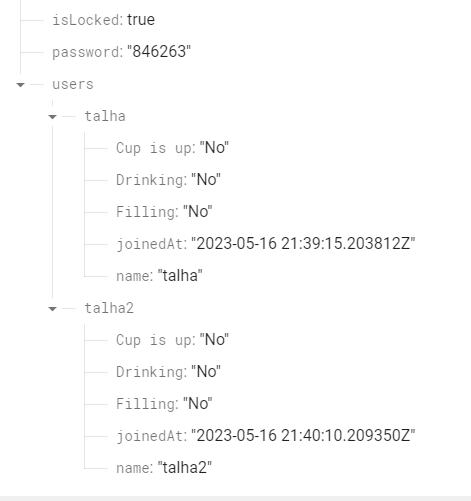 isLocked: true
password: "846263"
users
talha
Cup is up: "No"
Drinking: "No"
Filling: "No"
joinedAt: "2023-05-16 21:39:15.203812Z"
name: "talha"
talha2
Cup is up: "No"
Drinking: "No"
Filling: "No"
joinedAt: "2023-05-16 21:40:10.209350Z"
name: "talha2"